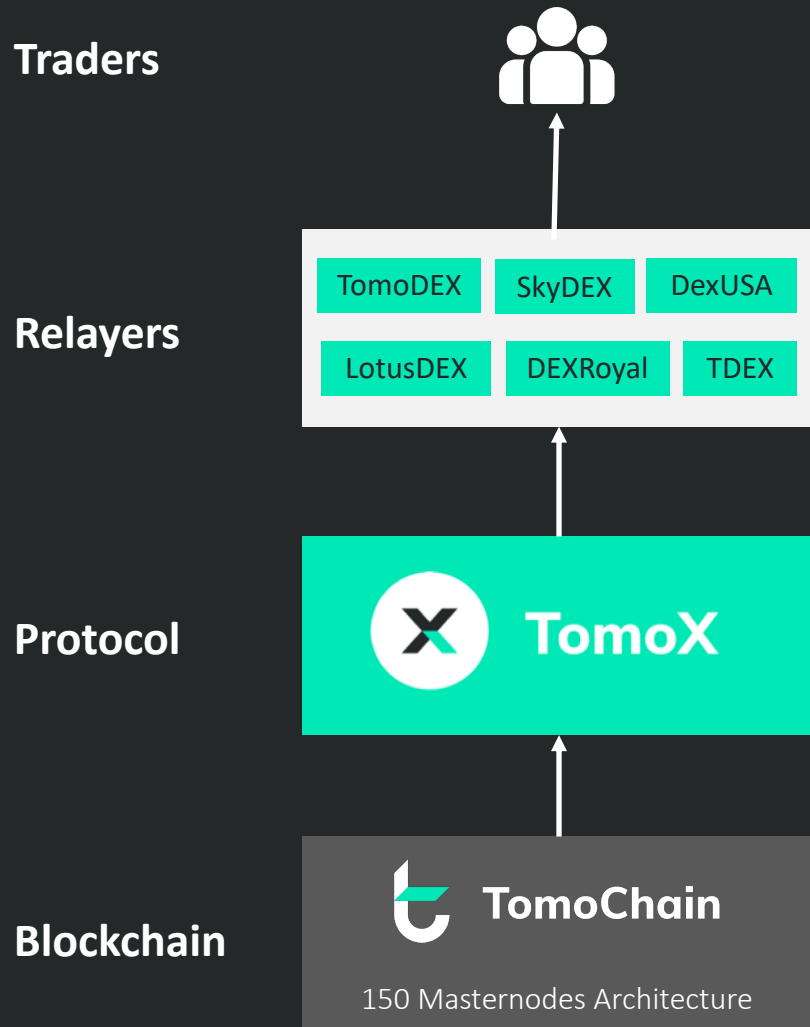 Traders
Relayers
TomoDEX SkyDEX DexUSA
LotusDEX DEXRoyal TDEX
Protocol
TomoX
Blockchain
TomoChain
150 Masternodes Architecture